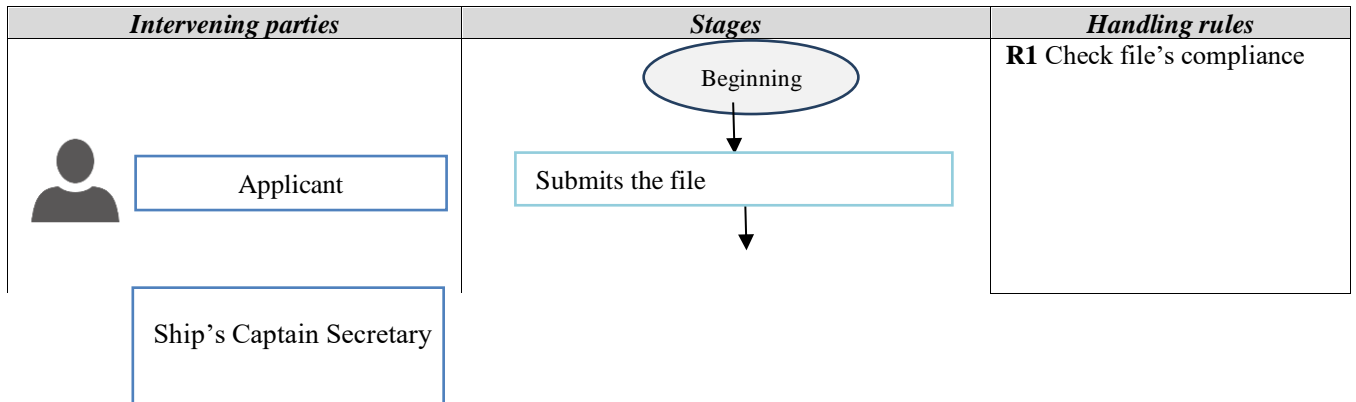 Intervening parties
Stages
Handling rules
Beginning
R1 Check file’s compliance
Applicant
Submits the file
Ship’s Captain Secretary